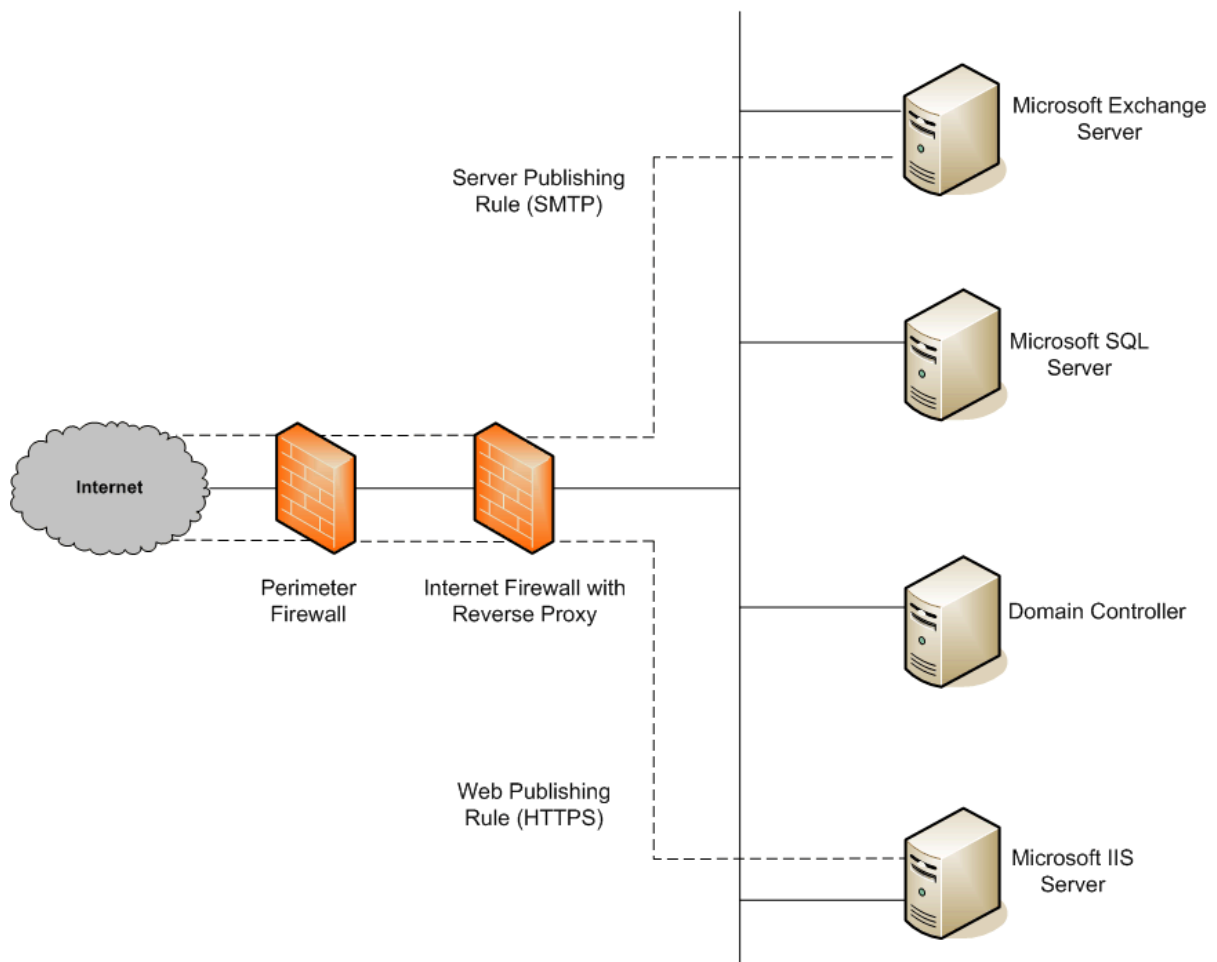 Microsoft Exchange
Server
Server Publishing
Rule (SMTP)
Microsoft SQL
Server
Internet
Perimeter
Firewall
Internet Firewall with
Reverse Proxy
Domain Controller
Web Publishing
Rule (HTTPS)
Microsoft IIS
Server